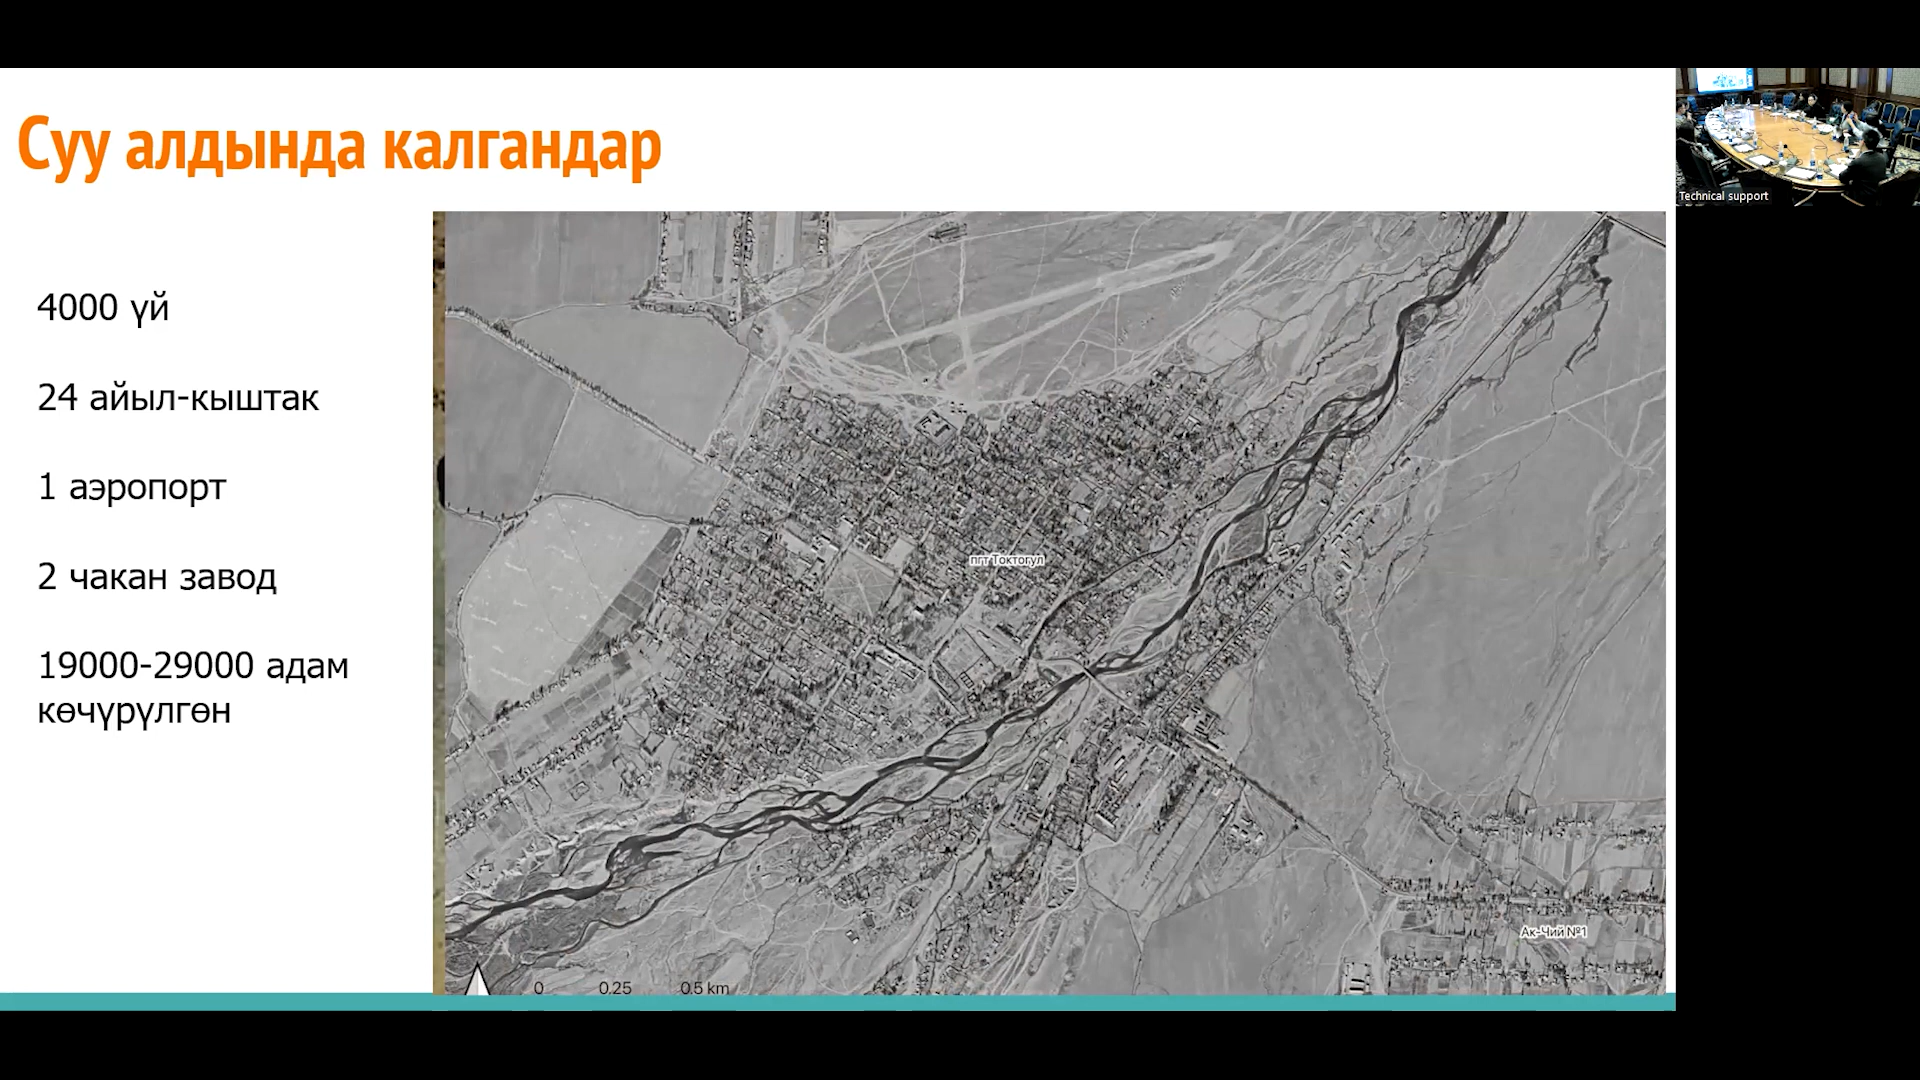 Суу алдында калгандар
4000 үй
24 айыл-кыштак
1 аэропорт
2 чакан завод
19000-29000 адам
көчүрүлгөн
пгт Токтогул
Ак-Чий №1
0 0.25 0.5 km
Technical support